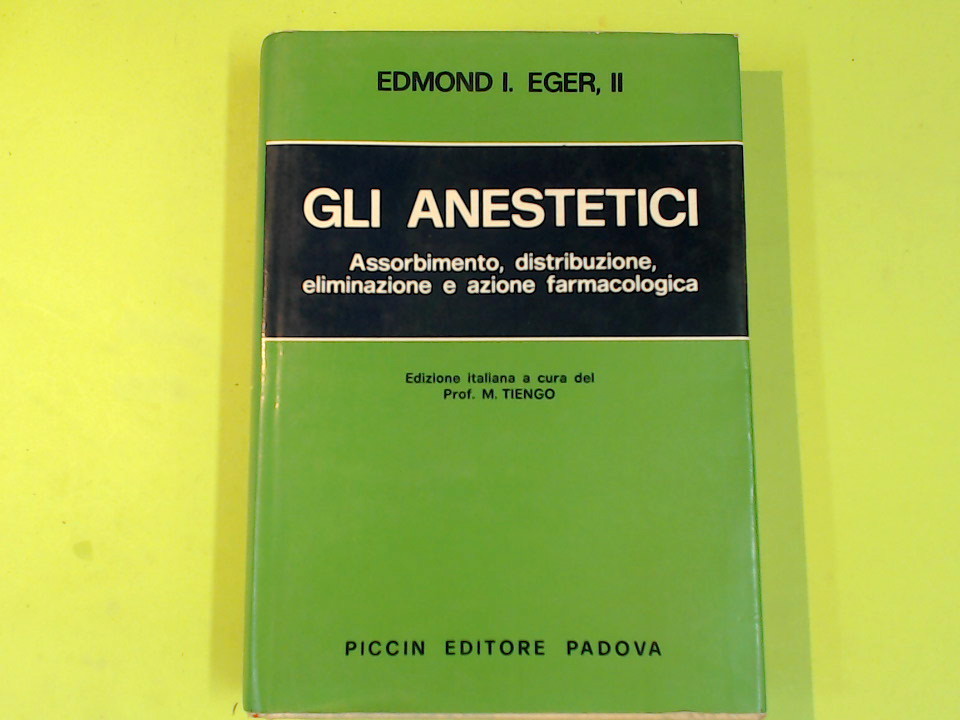 EDMOND I. EGER, II
GLI ANESTETICI
Assorbimento, distribuzione,
eliminazione e azione farmacologica
Edizione italiana a cura del
Prof. M. TIENGO
PICCIN EDITORE PADOVA